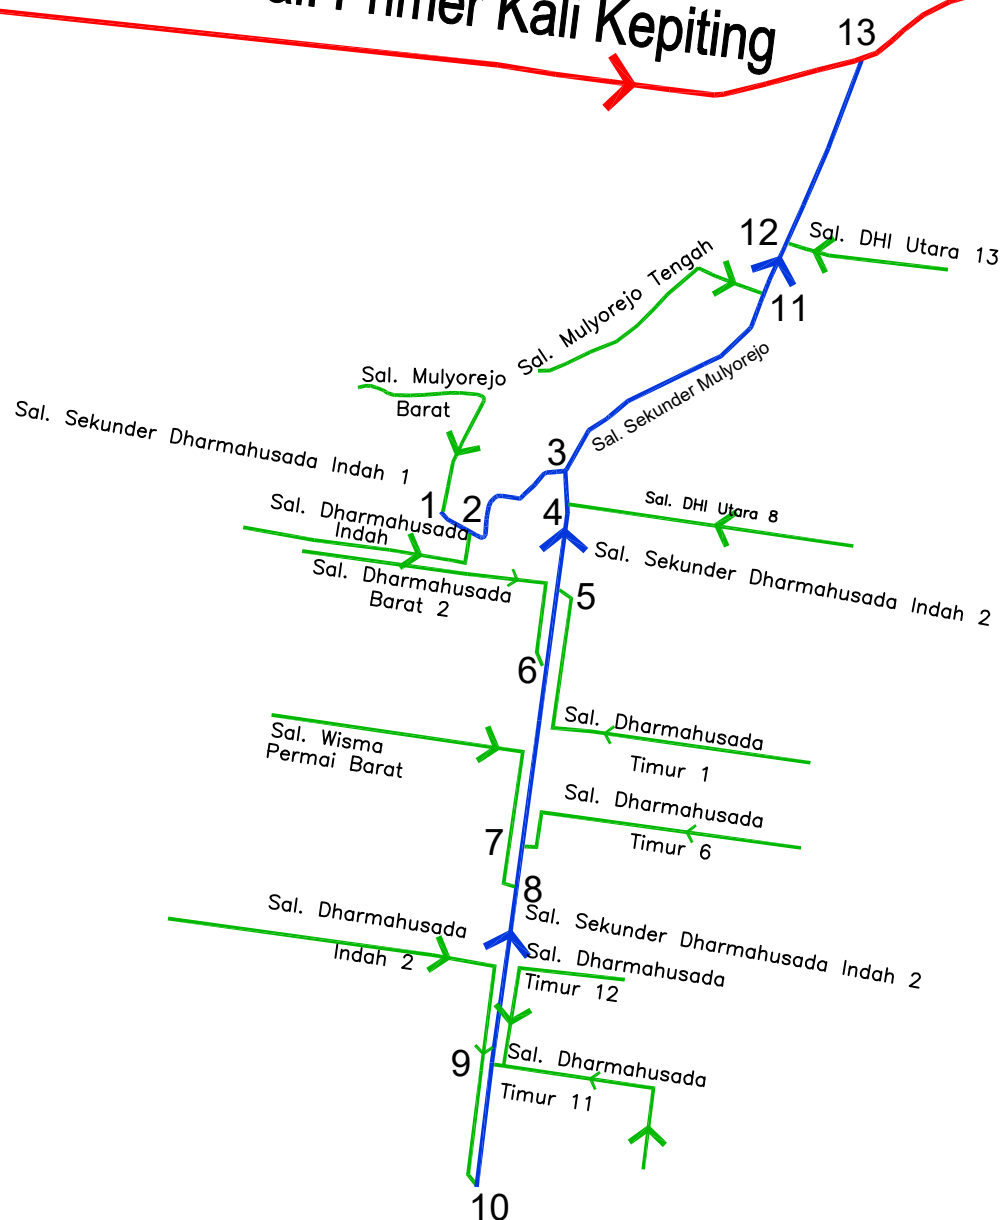 Primer Kali Kepiting
13
12
Sal. DHI Utara 13
Sal. Mulyorejo Tengah
11
Sal. Sekunder Mulyorejo
Sal. Mulyorejo
Barat
Sal. Sekunder Dharmahusada Indah 1
3
1
2
4
Sal. DHI Utara 8
Sal. Dharmahusada
Indah
Sal. Sekunder Dharmahusada Indah 2
Sal. Dharmahusada
Barat 2
5
6
Sal. Dharmahusada
Timur 1
Sal. Wisma
Permai Barat
Sal. Dharmahusada
Timur 6
7
8
Sal. Dharmahusada
Indah 2
Sal. Sekunder Dharmahusada Indah 2
Sal. Dharmahusada
Timur 12
9
Sal. Dharmahusada
Timur 11
10